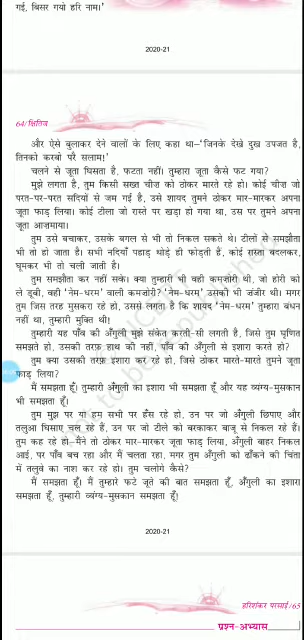 गई, बिसर गयो हरि नाम।'
2020-21
64/क्षितिज
और ऐसे बुलाकर देने वालों के लिए कहा था–'जिनके देखे दुख उपजत है,
तिनको करबो परै सलाम!'
चलने से जूता घिसता है, फटता नहीं। तुम्हारा जूता कैसे फट गया?
मुझे लगता है, तुम किसी सख्त चीज़ को ठोकर मारते रहे हो। कोई चीज़ जो
परत-पर-परत सदियों से जम गई है, उसे शायद तुमने ठोकर मार-मारकर अपना
जूता फाड़ लिया। कोई टीला जो रास्ते पर खड़ा हो गया था, उस पर तुमने अपना
जूता आज़माया।
तुम उसे बचाकर, उसके बगल से भी तो निकल सकते थे। टीलों से समझौता
भी तो हो जाता है। सभी नदियाँ पहाड़ थोड़े ही फोड़ती हैं, कोई रास्ता बदलकर,
घूमकर भी तो चली जाती है।
तुम समझौता कर नहीं सके। क्या तुम्हारी भी वही कमज़ोरी थी, जो होरी को
ले डूबी, वही 'नेम-धरम' वाली कमज़ोरी? 'नेम-धरम' उसकी भी ज़ंजीर थी। मगर
तुम जिस तरह मुसकरा रहे हो, उससे लगता है कि शायद 'नेम-धरम' तुम्हारा बंधन
नहीं था, तुम्हारी मुक्ति थी!
तुम्हारी यह पाँव की अँगुली मुझे संकेत करती-सी लगती है, जिसे तुम घृणित
समझते हो, उसकी तरफ़ हाथ की नहीं, पाँव की अँगुली से इशारा करते हो?
तुम क्या उसकी तरफ़ इशारा कर रहे हो, जिसे ठोकर मारते-मारते तुमने जूता
फाड़ लिया?
मैं समझता हूँ। तुम्हारी अँगुली का इशारा भी समझता हूँ और यह व्यंग्य-मुसकान
भी समझता हूँ।
तुम मुझ पर या हम सभी पर हँस रहे हो, उन पर जो अँगुली छिपाए और
तलुआ घिसाए चल रहे हैं, उन पर जो टीले को बरकाकर बाजू से निकल रहे हैं।
तुम कह रहे हो–मैंने तो ठोकर मार-मारकर जूता फाड़ लिया, अँगुली बाहर निकल
आई, पर पाँव बच रहा और मैं चलता रहा, मगर तुम अँगुली को ढाँकने की चिंता
में तलुवे का नाश कर रहे हो। तुम चलोगे कैसे?
मैं समझता हूँ। मैं तुम्हारे फटे जूते की बात समझता हूँ, अँगुली का इशारा
समझता हूँ, तुम्हारी व्यंग्य-मुसकान समझता हूँ!
2020-21
हरिशंकर परसाई/65
प्रश्न-अभ्यास